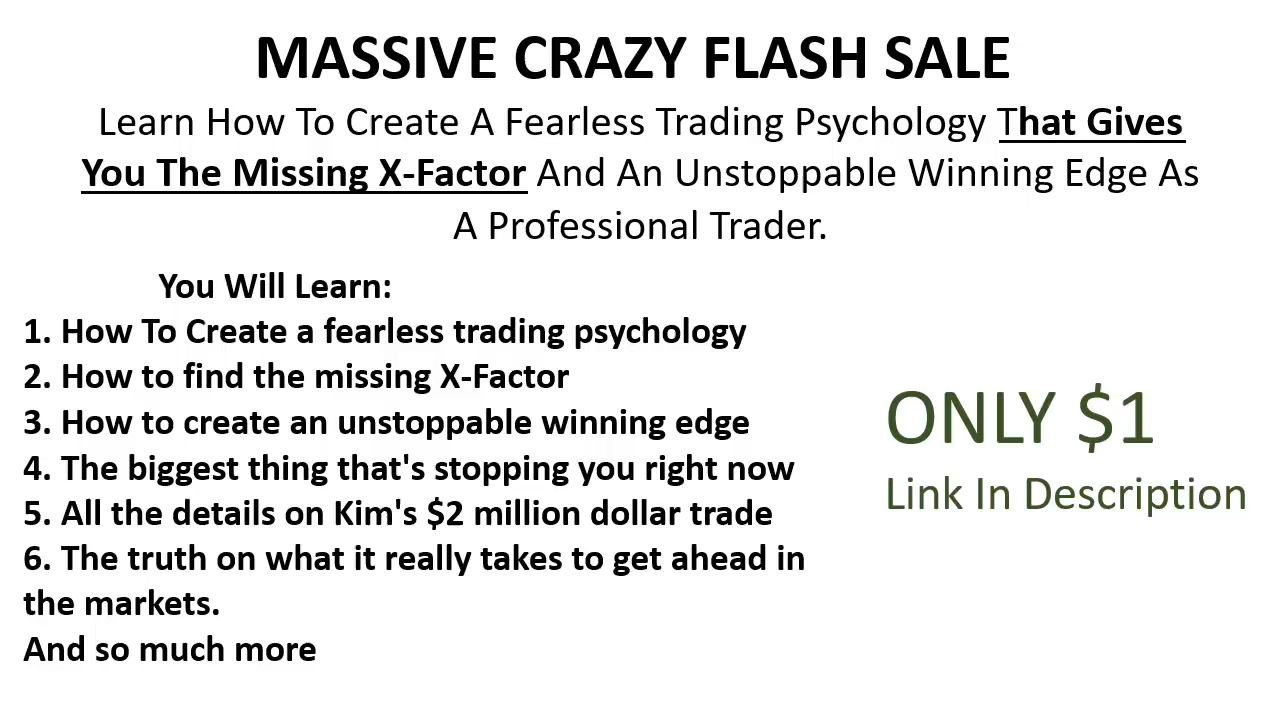 MASSIVE CRAZY FLASH SALE
Learn How To Create A Fearless Trading Psychology That Gives
You The Missing X-Factor And An Unstoppable Winning Edge As
A Professional Trader.
You Will Learn:
1. How To Create a fearless trading psychology
2. How to find the missing X-Factor
3. How to create an unstoppable winning edge
4. The biggest thing that's stopping you right now
5. All the details on Kim's $2 million dollar trade
6. The truth on what it really takes to get ahead in
the markets.
And so much more
ONLY $1
Link In Description